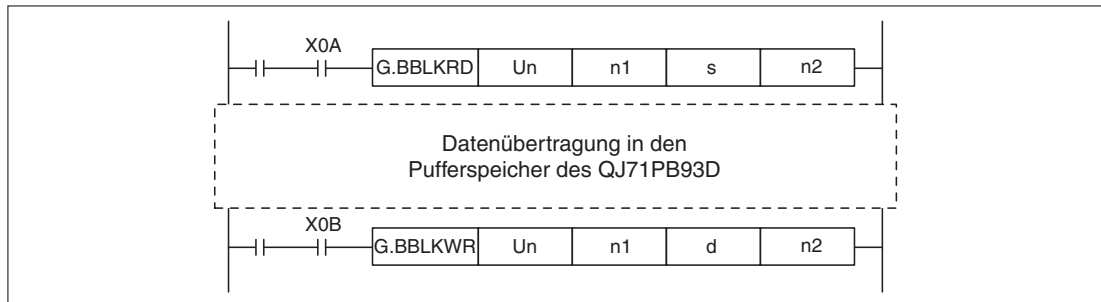 X0A
G.BBLKRD Un n1 s n2
Datenübertragung in den
Pufferspeicher des QJ71PB93D
X0B
G.BBLKWR Un n1 d n2